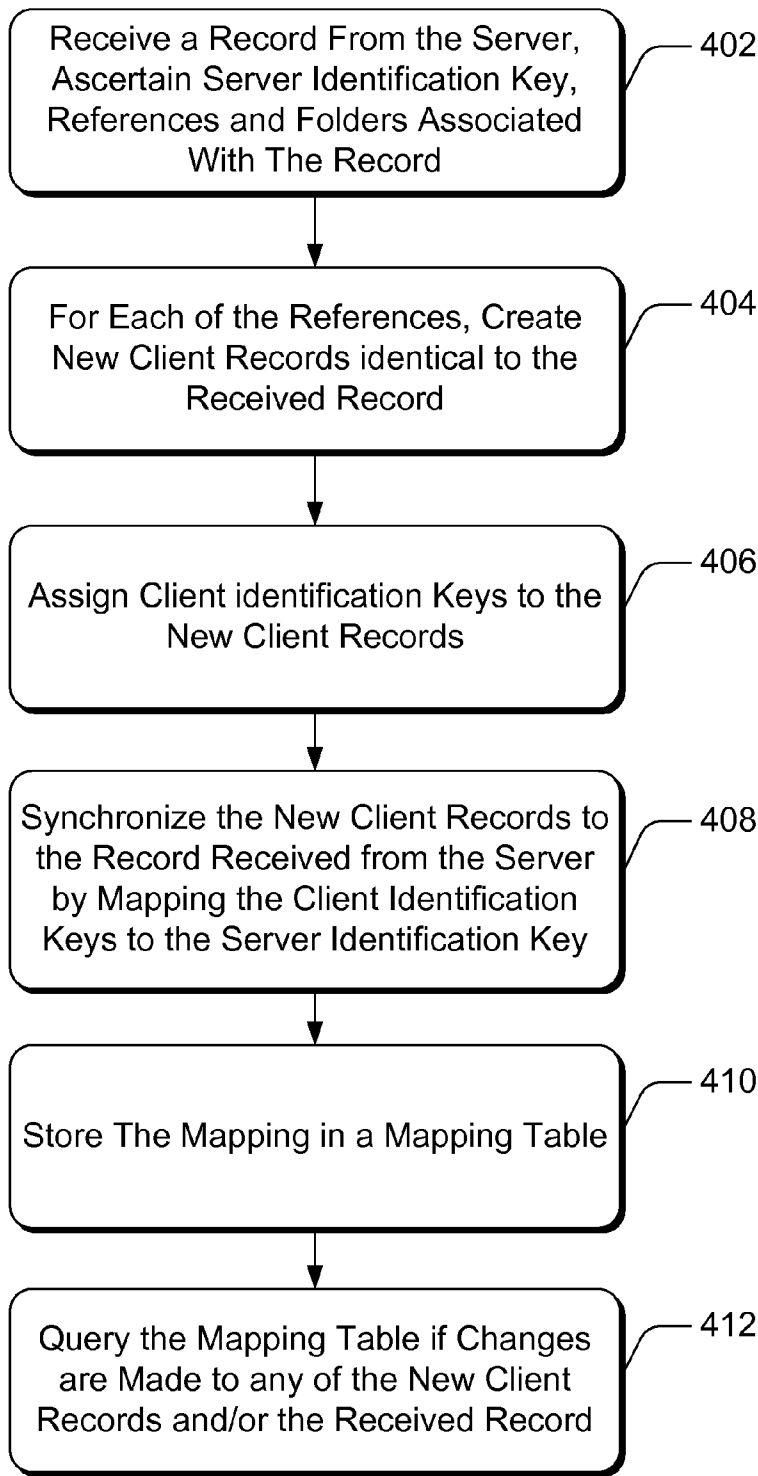 Receive a Record From the Server,
Ascertain Server Identification Key,
References and Folders Associated
With The Record
402
For Each of the References, Create
New Client Records identical to the
Received Record
404
Assign Client identification Keys to the
New Client Records
406
Synchronize the New Client Records to
the Record Received from the Server
by Mapping the Client Identification
Keys to the Server Identification Key
408
Store The Mapping in a Mapping Table
410
Query the Mapping Table if Changes
are Made to any of the New Client
Records and/or the Received Record
412